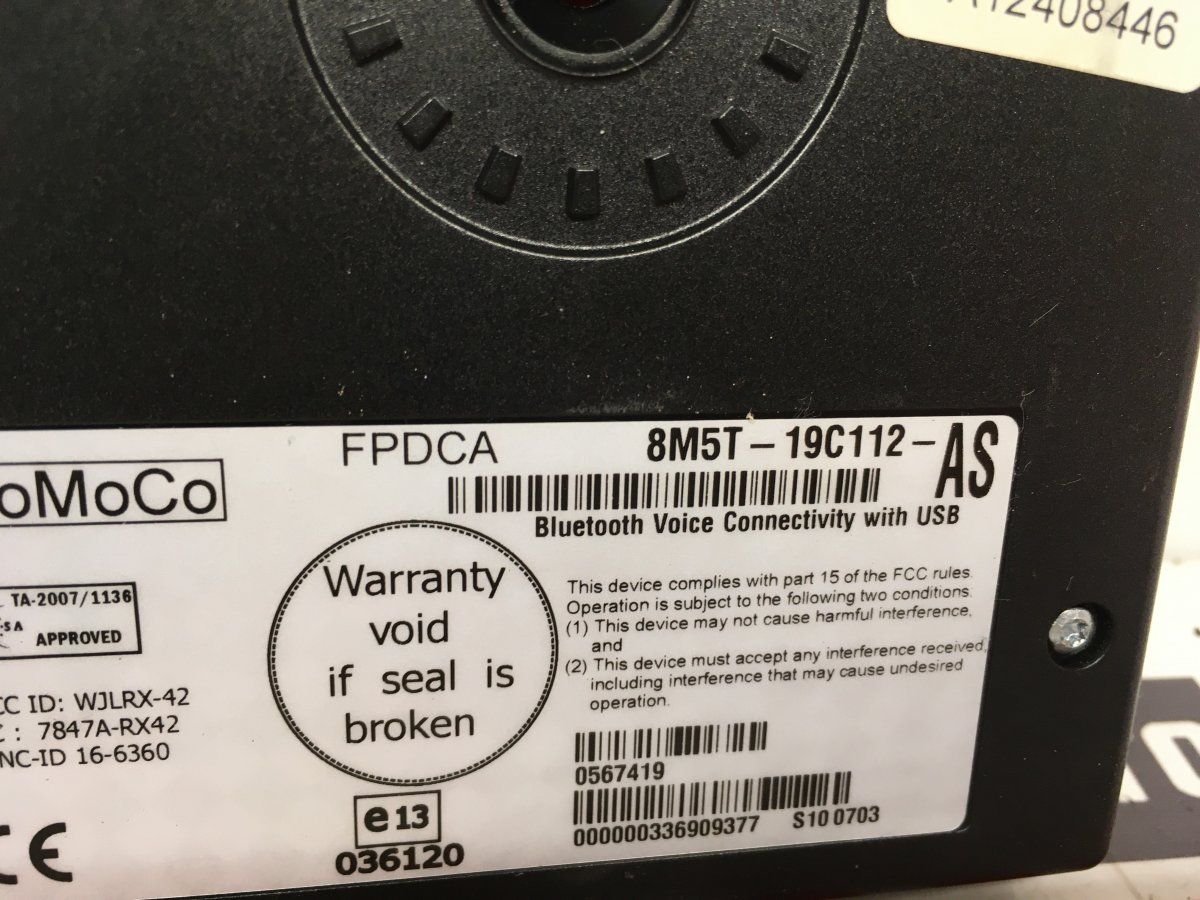 A12408446
FPDCA
8M5T-19C112-AS
oMoCo
Bluetooth Voice Connectivity with USB
TA-2007/1136
SA
APPROVED
Warranty
void
if seal is
broken
This device complies with part 15 of the FCC rules.
Operation is subject to the following two conditions.
(1) This device may not cause harmful interference,
and
(2) This device must accept any interference received,
including interference that may cause undesired
operation.
CC ID: WJLRX-42
C : 7847A-RX42
NC-ID 16-6360
0567419
000000336909377 S10 0703
e13
036120
CE